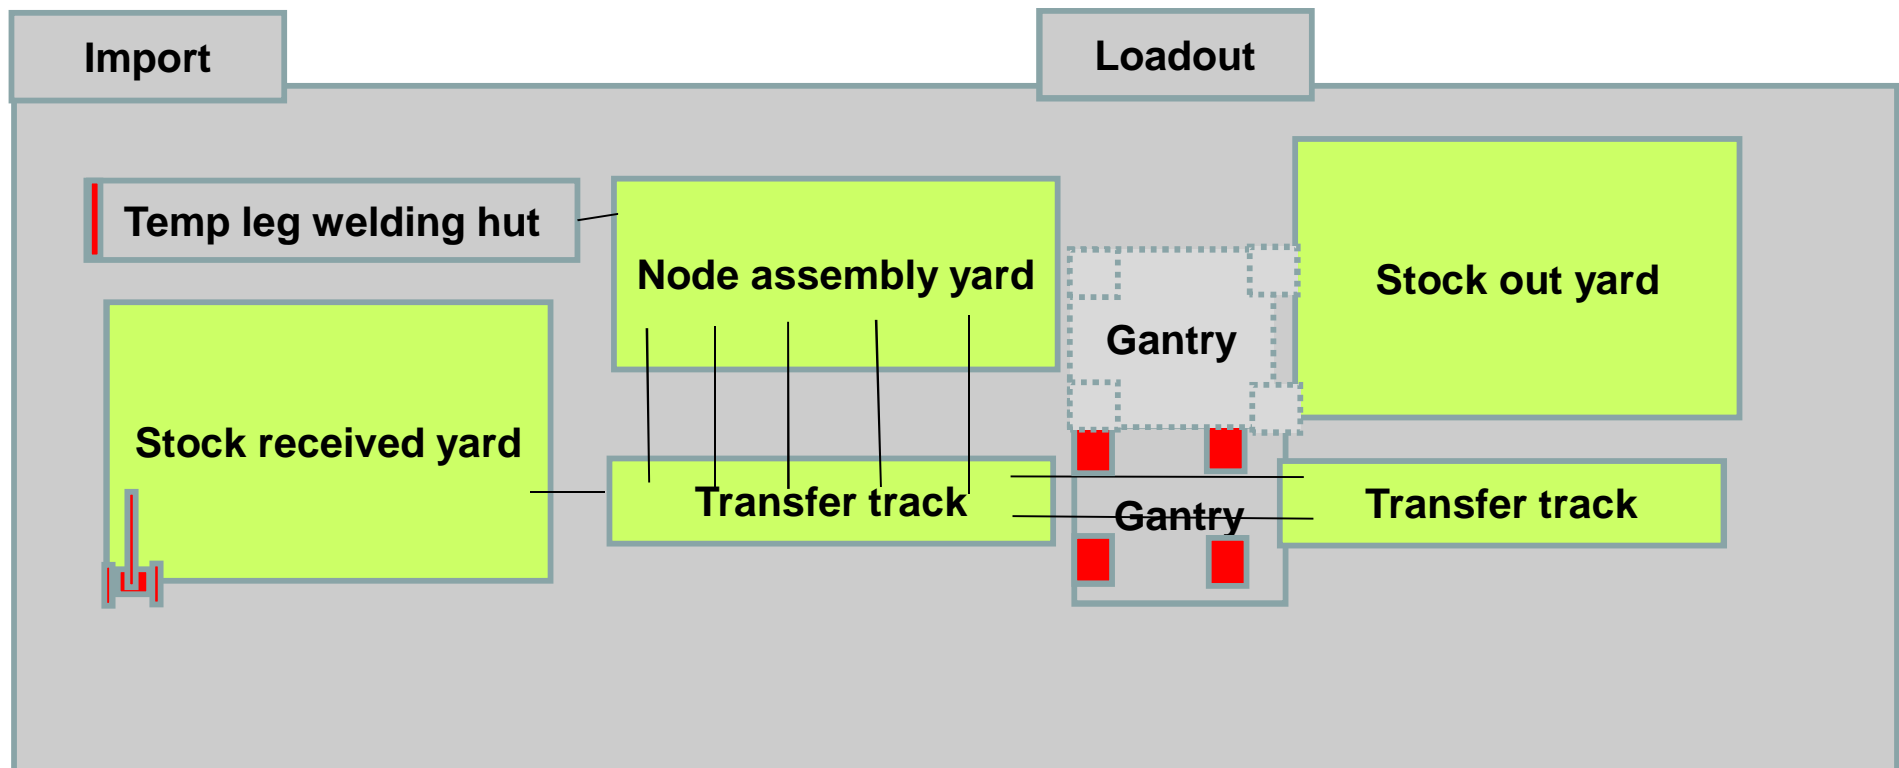 Import
Loadout
Temp leg welding hut
Node assembly yard
Stock out yard
Gantry
Stock received yard
Transfer track
Gantry
Transfer track